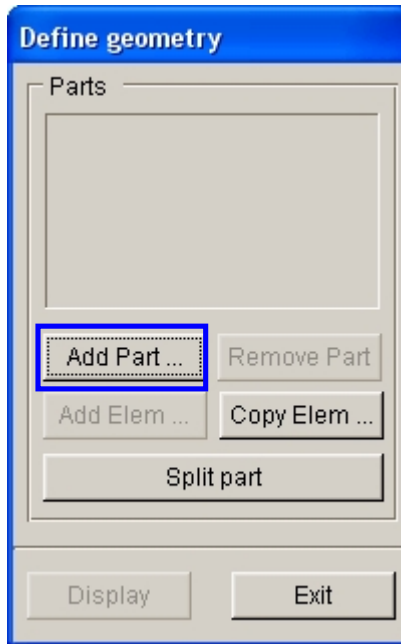 Define geometry
Parts
Add Part ... Remove Part
Add Elem ... Copy Elem ...
Split part
Display Exit